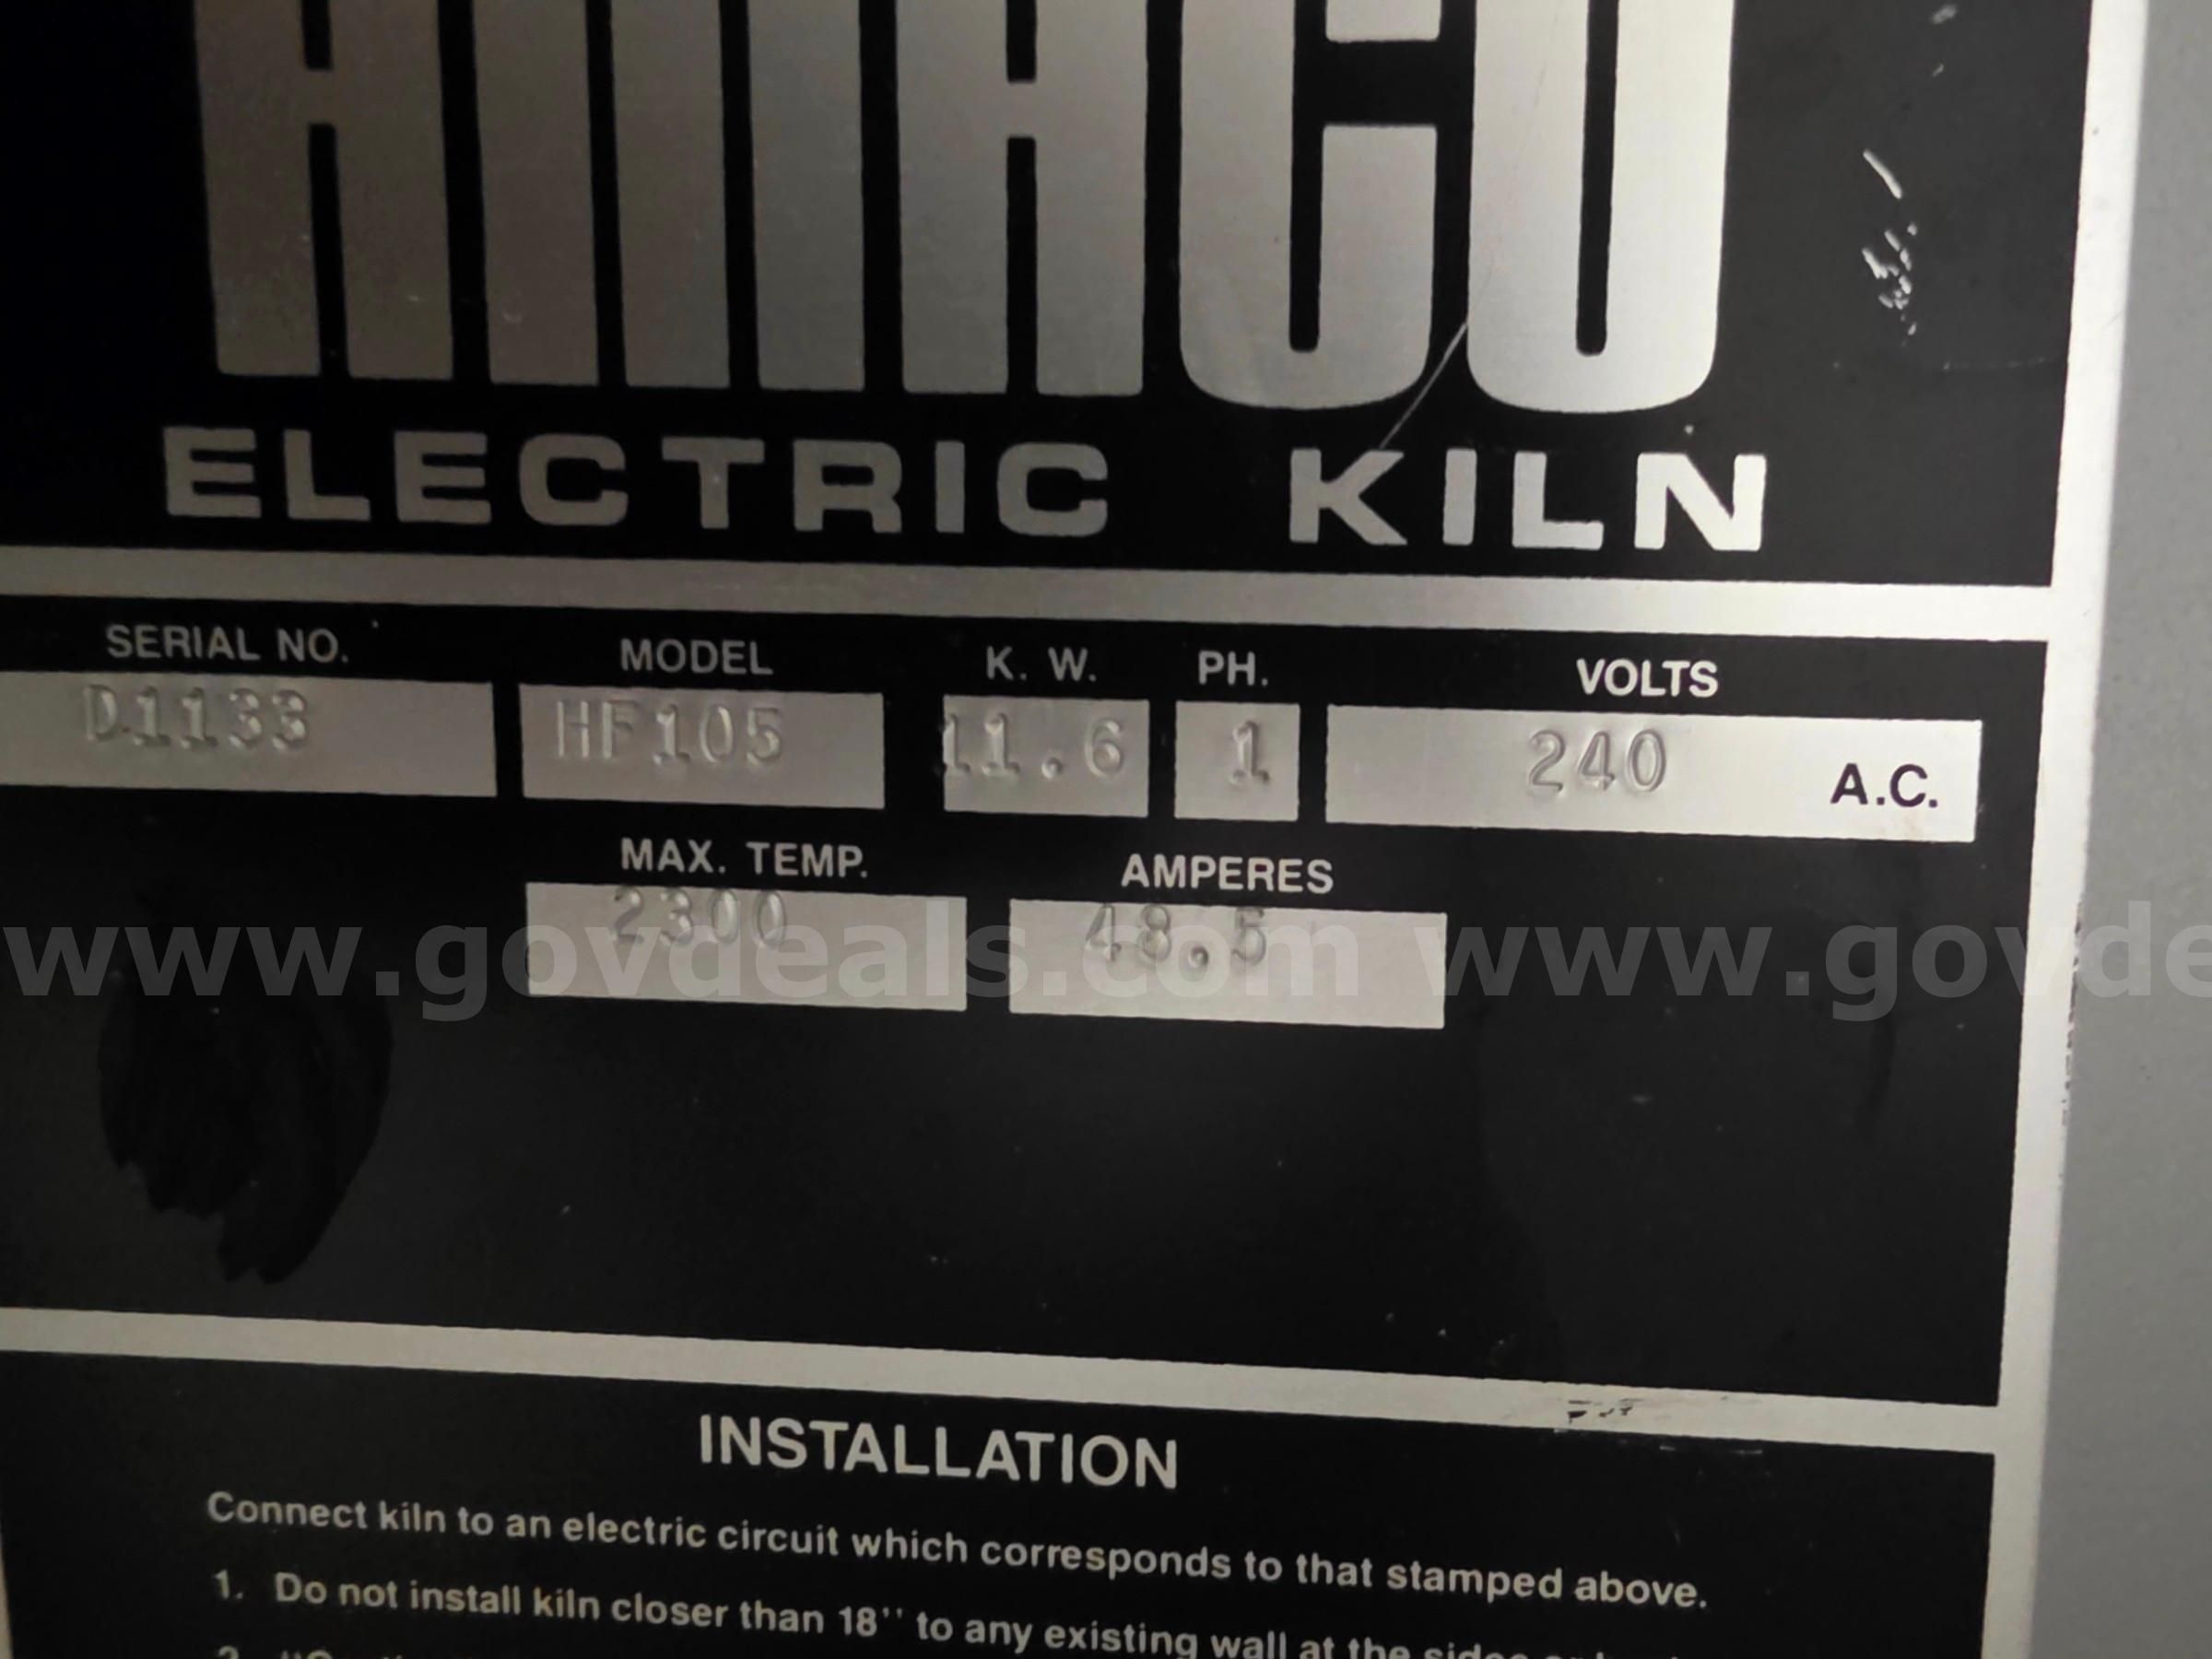 AMACO
ELECTRIC KILN
SERIAL NO. MODEL K. W. PH. VOLTS
D1133 HF105 11.6 1 240 A.C.
MAX. TEMP. AMPERES
2300 48.5
www.govdeals.com www.govde
INSTALLATION
Connect kiln to an electric circuit which corresponds to that stamped above.
1. Do not install kiln closer than 18'' to any existing wall at the sides
2.